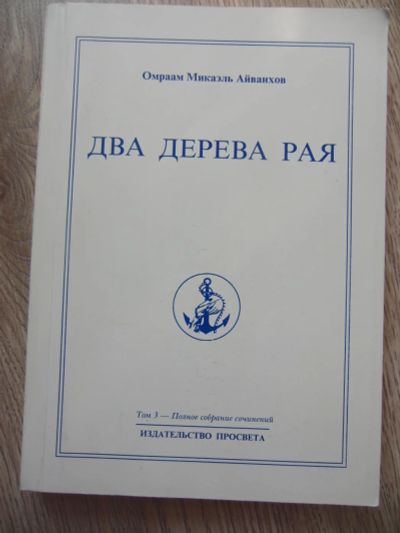 Омраам Микаэль Айванхов
ДВА ДЕРЕВА РАЯ
Том 3 — Полное собрание сочинений
ИЗДАТЕЛЬСТВО ПРОСВЕТА